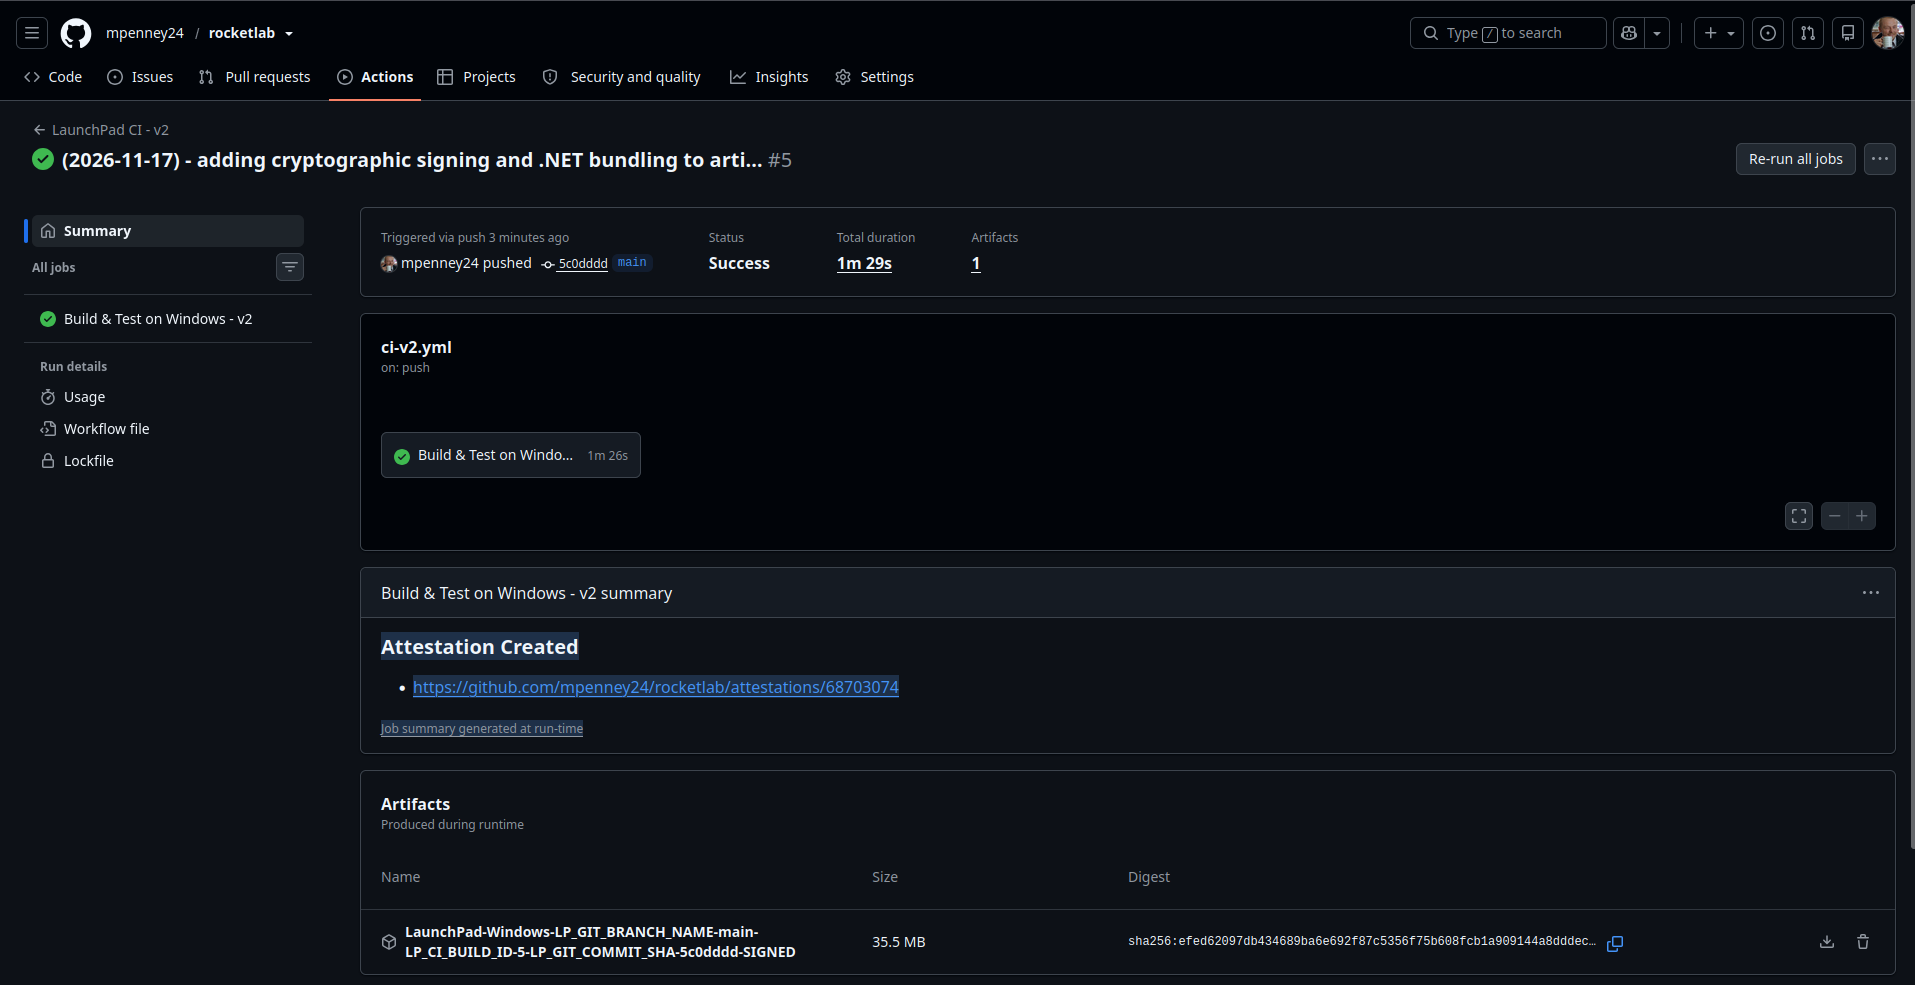 mpenney24 / rocketlab
Type / to search
Code
Issues
Pull requests
Actions
Projects
Security and quality
Insights
Settings
LaunchPad CI - v2
(2026-11-17) - adding cryptographic signing and .NET bundling to arti... #5
Re-run all jobs
Summary
All jobs
Build & Test on Windows - v2
Run details
Usage
Workflow file
Lockfile
Triggered via push 3 minutes ago
mpenney24 pushed 5c0dddd main
Status
Success
Total duration
1m 29s
Artifacts
1
ci-v2.yml
on: push
Build & Test on Windo... 1m 26s
Build & Test on Windows - v2 summary
Attestation Created
https://github.com/mpenney24/rocketlab/attestations/68703074
Job summary generated at run-time
Artifacts
Produced during runtime
Name Size Digest
LaunchPad-Windows-LP_GIT_BRANCH_NAME-main-
LP_CI_BUILD_ID-5-LP_GIT_COMMIT_SHA-5c0dddd-SIGNED
35.5 MB
sha256:efed62097db434689ba6e692f87c5356f75b608fcb1a909144a8dddec…